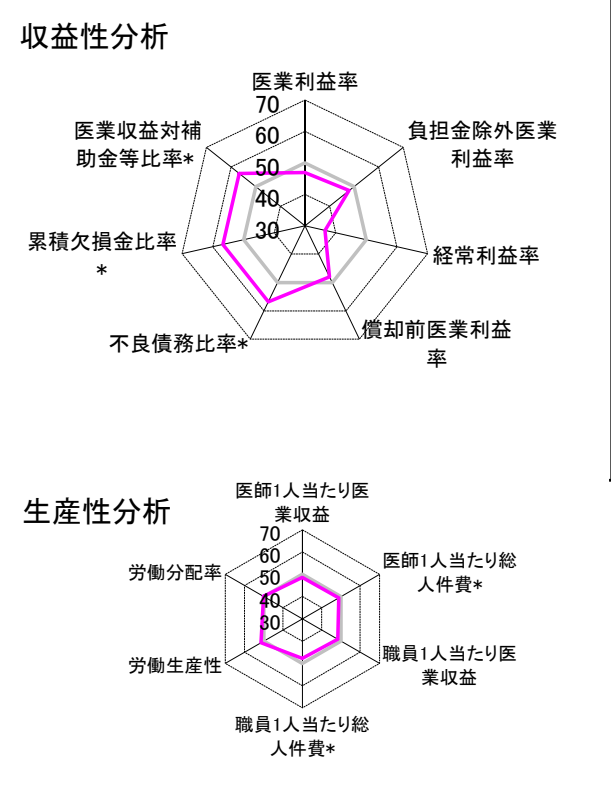 収益性分析
医業利益率
70
60
50
40
30
負担金除外医業
利益率
経常利益率
償却前医業利益
率
不良債務比率*
累積欠損金比率
*
医業収益対補
助金等比率*
生産性分析
医師1人当たり医
業収益
70
60
50
40
30
医師1人当たり総
人件費*
職員1人当たり医
業収益
職員1人当たり総
人件費*
労働生産性
労働分配率